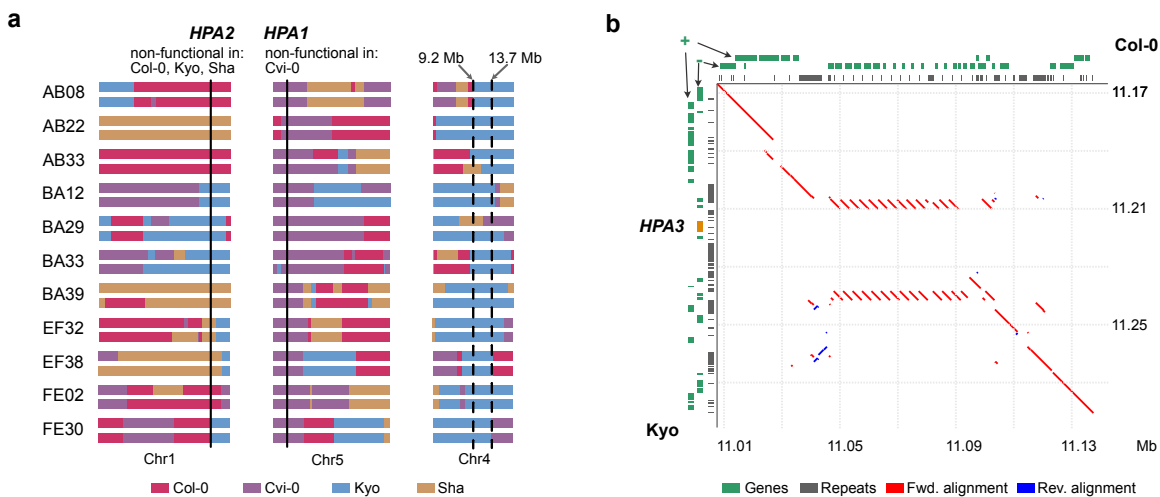 a
HPA2
HPA1
non-functional in:
Col-0, Kyo, Sha
non-functional in:
Cvi-0
9.2 Mb
13.7 Mb
AB08
AB22
AB33
BA12
BA29
BA33
BA39
EF32
EF38
FE02
FE30
Chr1
Chr5
Chr4
Col-0
Cvi-0
Kyo
Sha
b
+
-
Col-0
11.17
11.21
HPA3
11.25
Kyo
11.01
11.05
11.09
11.13
Mb
Genes
Repeats
Fwd. alignment
Rev. alignment